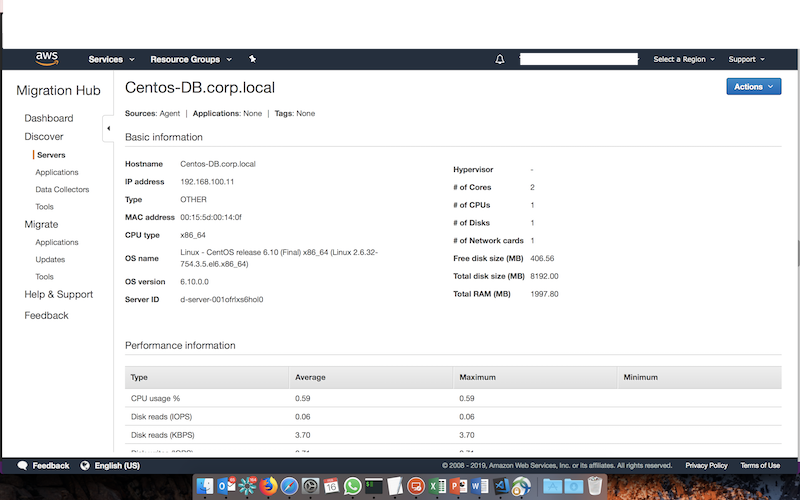 aws
Services
Resource Groups
Select a Region
Support
Migration Hub
Dashboard
Discover
Servers
Applications
Data Collectors
Tools
Migrate
Applications
Updates
Tools
Help & Support
Feedback
Centos-DB.corp.local
Actions
Sources: Agent | Applications: None | Tags: None
Basic information
Hostname Centos-DB.corp.local
IP address 192.168.100.11
Type OTHER
MAC address 00:15:5d:00:14:0f
CPU type x86_64
OS name Linux - CentOS release 6.10 (Final) x86_64 (Linux 2.6.32-
754.3.5.el6.x86_64)
OS version 6.10.0.0
Server ID d-server-001ofrlxs6hol0
Hypervisor -
# of Cores 2
# of CPUs 1
# of Disks 1
# of Network cards 1
Free disk size (MB) 406.56
Total disk size (MB) 8192.00
Total RAM (MB) 1997.80
Performance information
Type Average Maximum Minimum
CPU usage % 0.59 0.59
Disk reads (IOPS) 0.06 0.06
Disk reads (KBPS) 3.70 3.70
Feedback
English (US)
© 2008 - 2019, Amazon Web Services, Inc. or its affiliates. All rights reserved.
Privacy Policy
Terms of Use
16